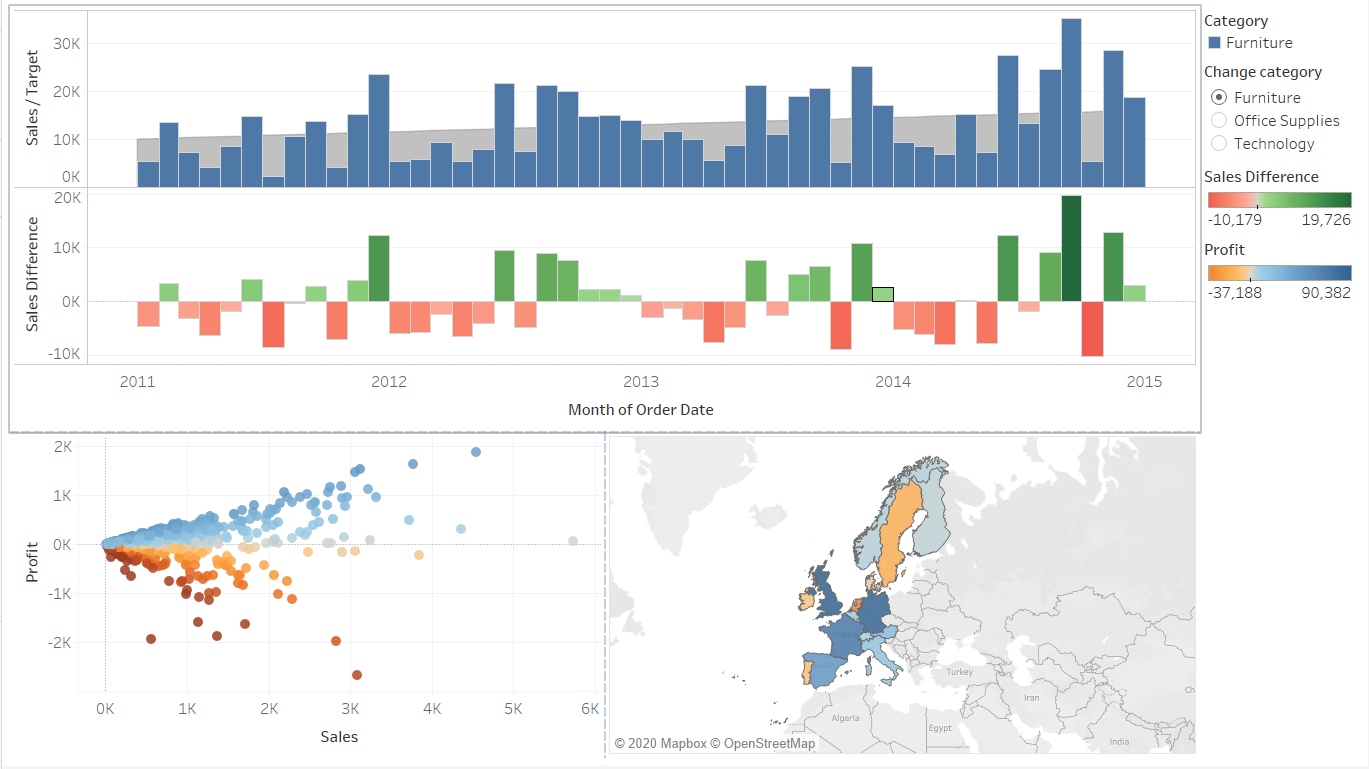 Sales / Target
30K
20K
10K
0K
Sales Difference
20K
10K
0K
-10K
2011 2012 2013 2014 2015
Month of Order Date
Category
Furniture
Change category
Furniture
Office Supplies
Technology
Sales Difference
-10,179 19,726
Profit
-37,188 90,382
Profit
2K
1K
0K
-1K
-2K
0K 1K 2K 3K 4K 5K 6K
Sales
France
Spain
Turkey
Iran
Ch
Algeria
Egypt
India
© 2020 Mapbox © OpenStreetMap